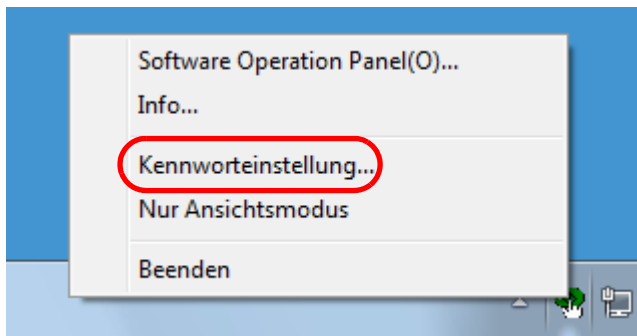 Software Operation Panel(O)...
Info...
Kennworteinstellung...
Nur Ansichtsmodus
Beenden